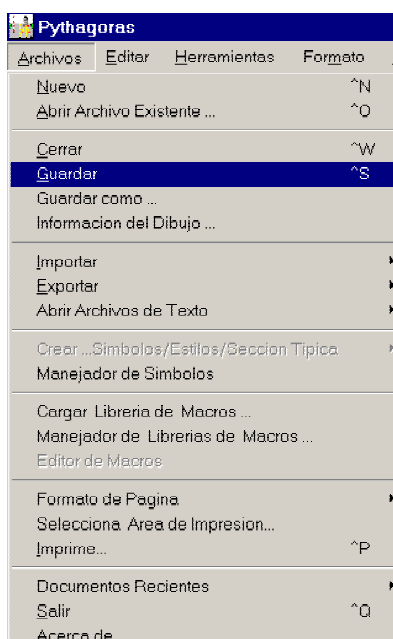 Pythagoras
Archivos Editar Herramientas Formato
Nuevo ^N
Abrir Archivo Existente ... ^O
Cerrar ^W
Guardar ^S
Guardar como ...
Informacion del Dibujo ...
Importar
Exportar
Abrir Archivos de Texto
Crear ...Simbolos/Estilos/Seccion Tipica
Manejador de Simbolos
Cargar Libreria de Macros ...
Manejador de Librerias de Macros ...
Editor de Macros
Formato de Pagina
Selecciona Area de Impresion...
Imprime... ^P
Documentos Recientes
Salir ^Q
Acerca de